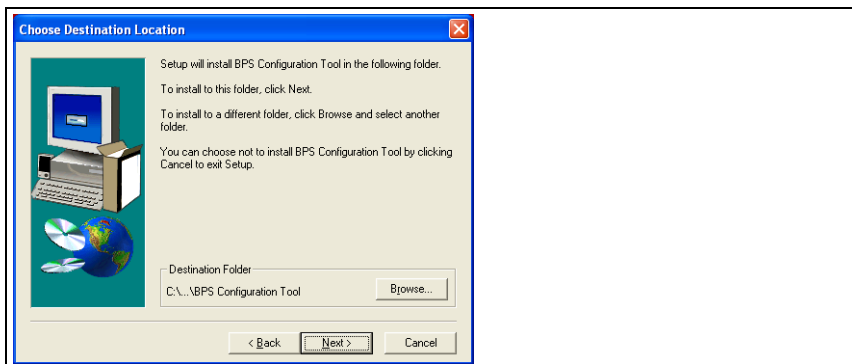 Choose Destination Location
Setup will install BPS Configuration Tool in the following folder.
To install to this folder, click Next.
To install to a different folder, click Browse and select another
folder.
You can choose not to install BPS Configuration Tool by clicking
Cancel to exit Setup.
Destination Folder
C:\...\BPS Configuration Tool
Browse...
< Back
Next >
Cancel